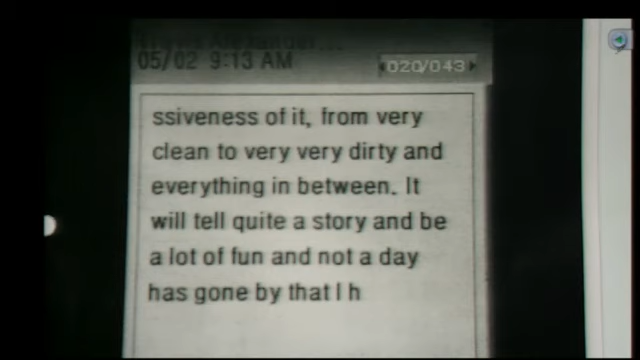 05/02 9:13 AM
020/043
ssiveness of it, from very
clean to very very dirty and
everything in between. It
will tell quite a story and be
a lot of fun and not a day
has gone by that I h